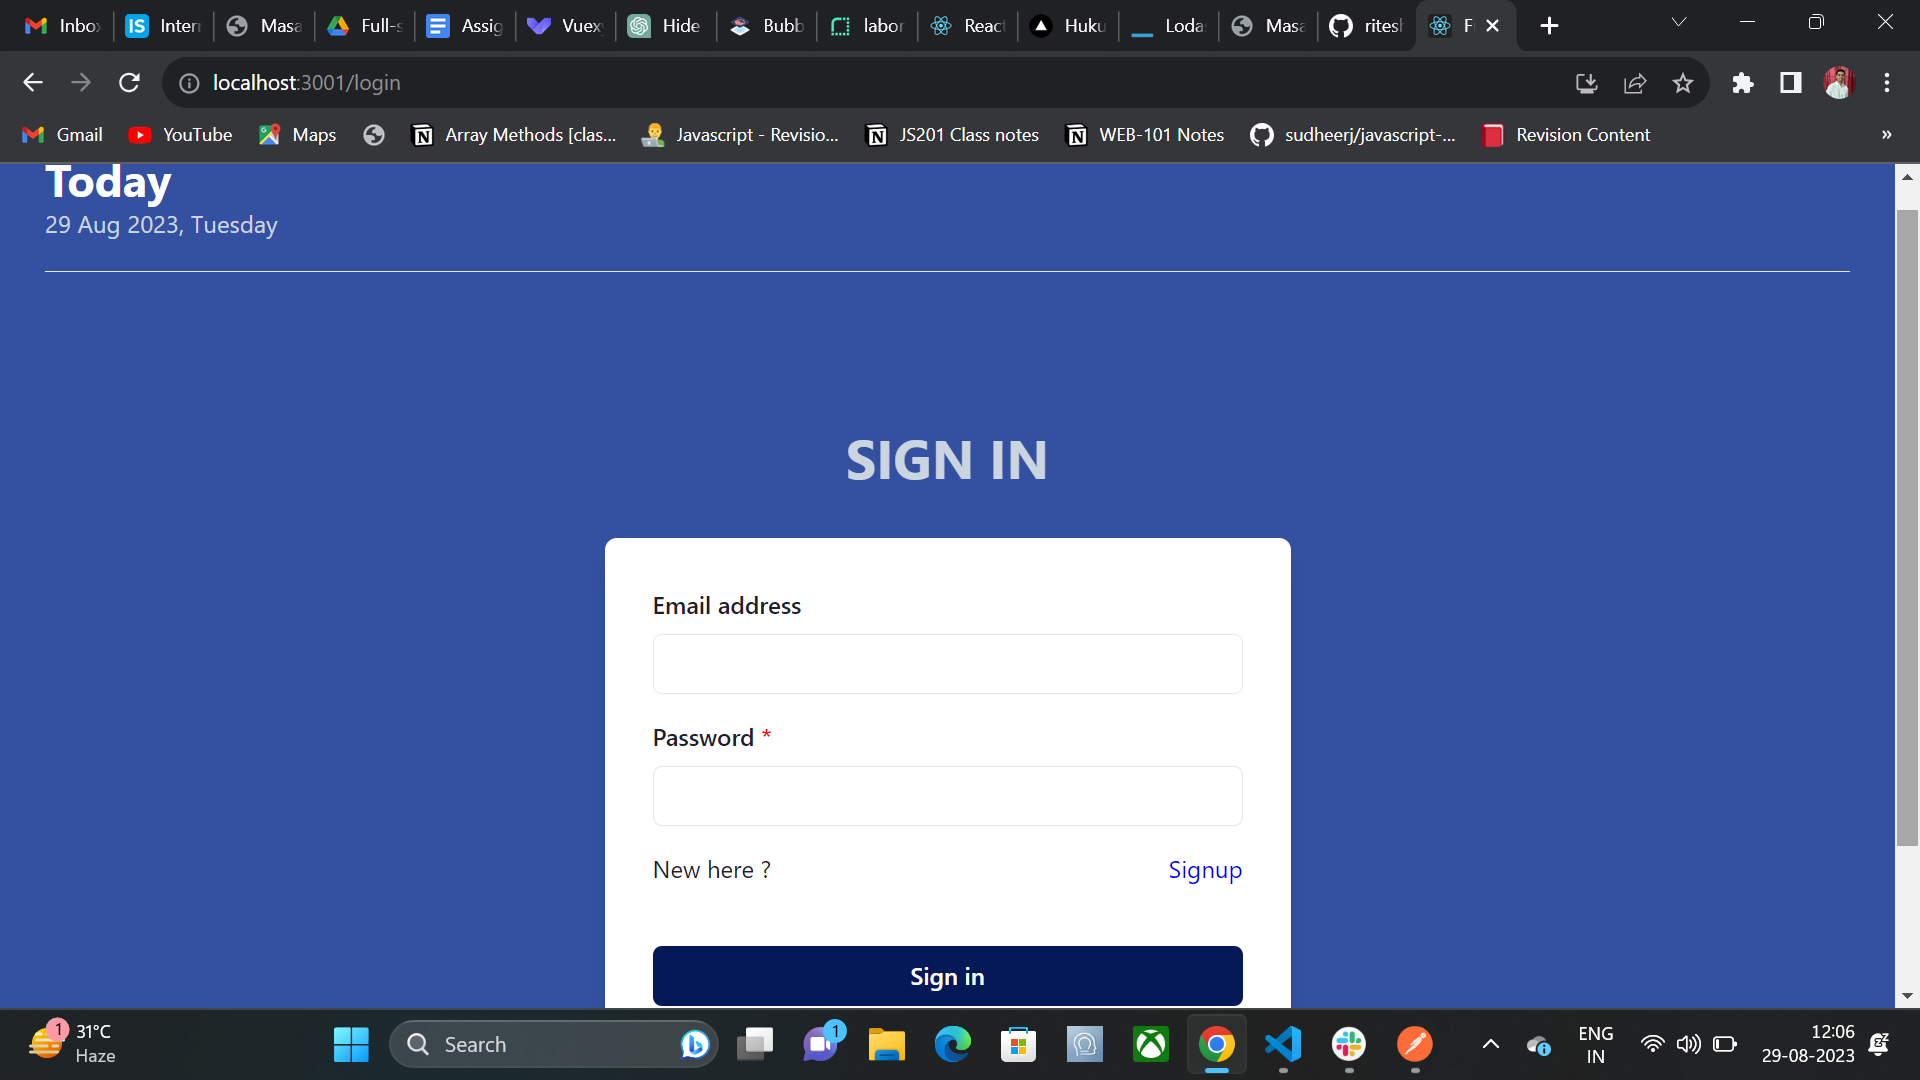 Inbo
Intern
Masa
Full-s
Assig
Vuex
Hide
Bubb
labor
React
Huku
Loda
Masa
ritesh
F
localhost:3001/login
Gmail
YouTube
Maps
Array Methods [clas...
Javascript - Revisio...
JS201 Class notes
WEB-101 Notes
sudheerj/javascript-...
Revision Content
»
Today
29 Aug 2023, Tuesday
SIGN IN
Email address
Password *
New here ? Signup
Sign in
1
31°C
Haze
Search
1
ENG
IN
12:06
29-08-2023